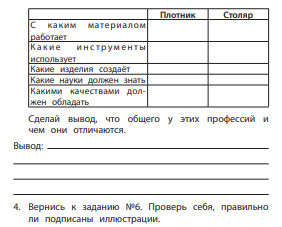 Плотник Столяр
С каким материалом
работает
Какие инструменты
использует
Какие изделия создаёт
Какие науки должен знать
Какими качествами дол-
жен обладать
Сделай вывод, что общего у этих профессий и
чем они отличаются.
Вывод:
4. Вернись к заданию №6. Проверь себя, правильно
ли подписаны иллюстрации.